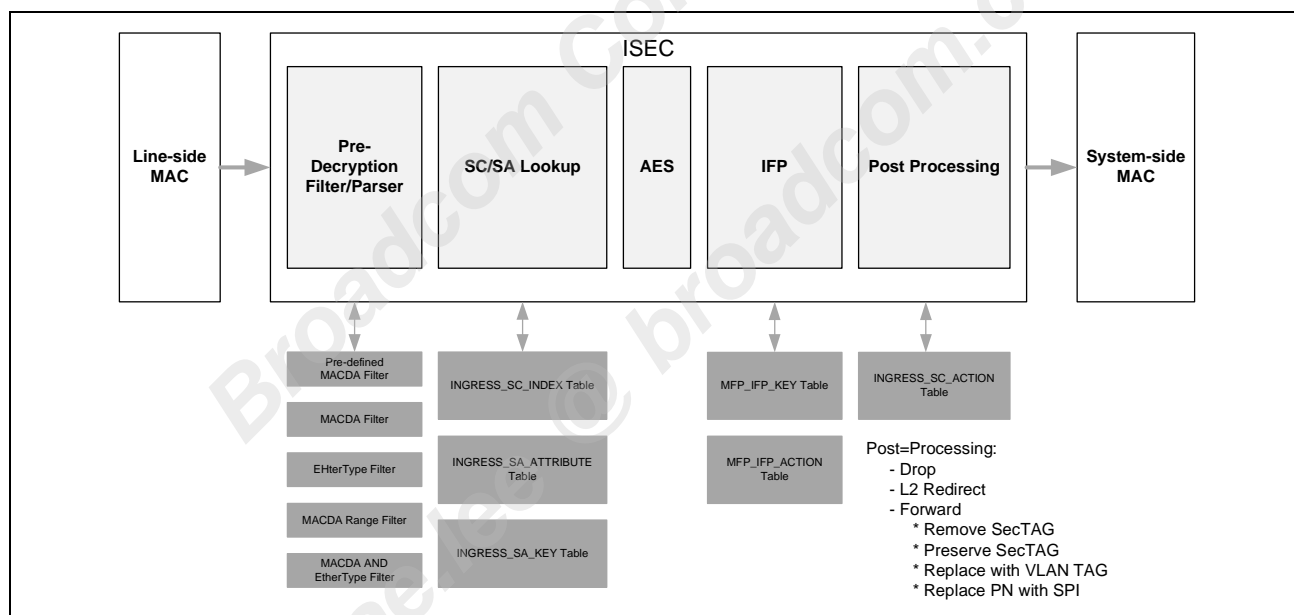 ISEC
Line-side
MAC
Pre-
Decryption
Filter/Parser
SC/SA Lookup
AES
IFP
Post Processing
System-side
MAC
Pre-defined
MACDA Filter
MACDA Filter
EHterType Filter
MACDA Range Filter
MACDA AND
EtherType Filter
INGRESS_SC_INDEX Table
INGRESS_SA_ATTRIBUTE
Table
INGRESS_SA_KEY Table
MFP_IFP_KEY Table
MFP_IFP_ACTION
Table
INGRESS_SC_ACTION
Table
Post=Processing:
- Drop
- L2 Redirect
- Forward
* Remove SecTAG
* Preserve SecTAG
* Replace with VLAN TAG
* Replace PN with SPI